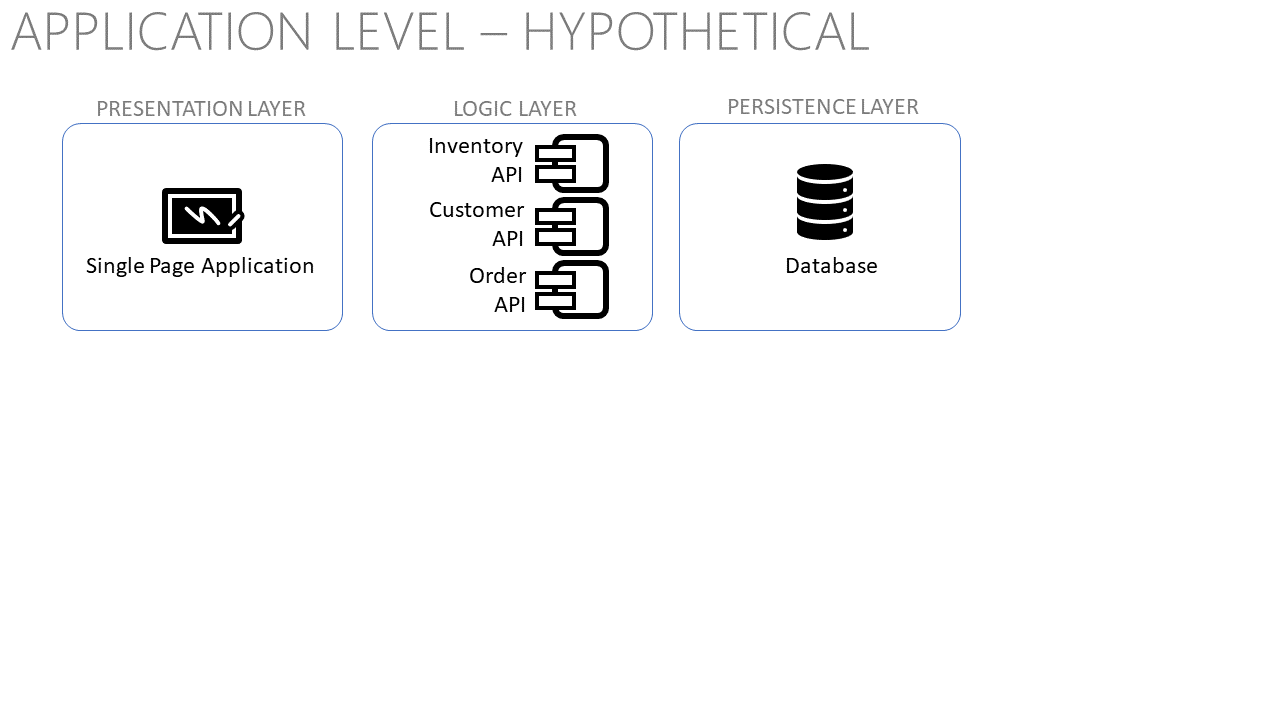 APPLICATION LEVEL – HYPOTHETICAL
PRESENTATION LAYER
LOGIC LAYER
PERSISTENCE LAYER
Single Page Application
Inventory
API
Customer
API
Order
API
Database